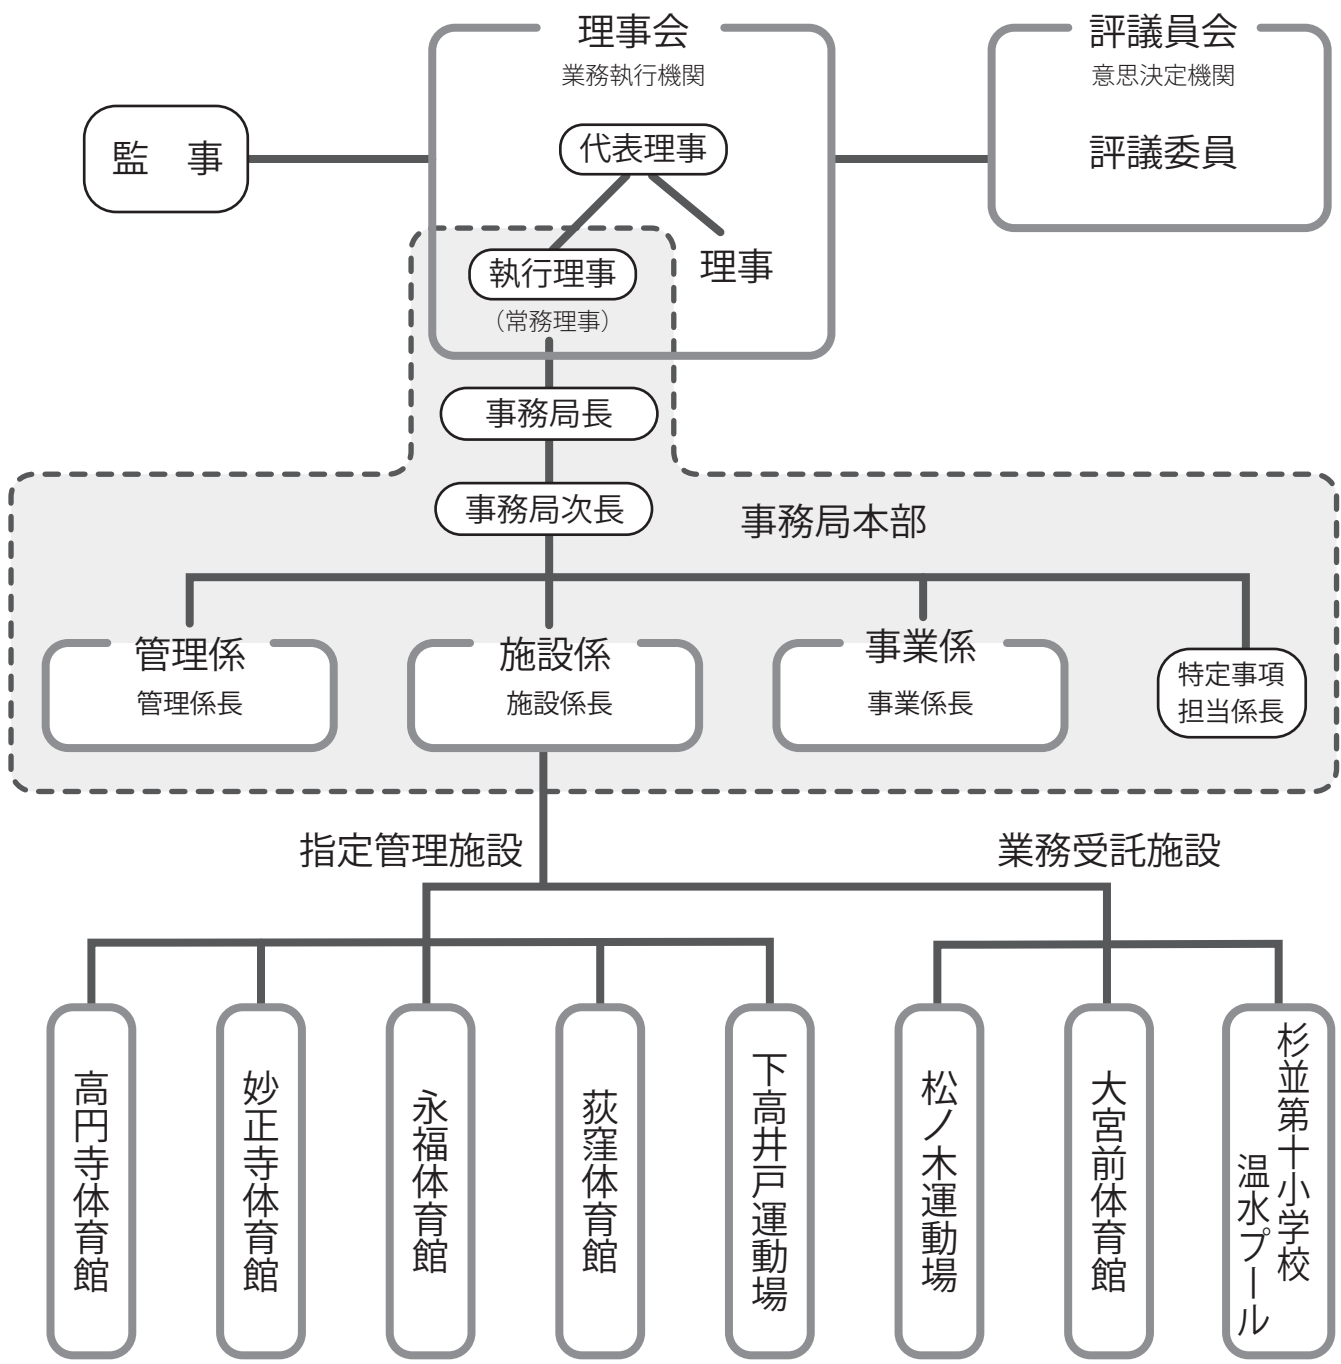 理事会
業務執行機関
評議員会
意思決定機関
監　事
代表理事
評議委員
執行理事
（常務理事）
理事
事務局長
事務局次長
事務局本部
管理係
管理係長
施設係
施設係長
事業係
事業係長
特定事項
担当係長
指定管理施設
業務受託施設
高円寺体育館
妙正寺体育館
永福体育館
荻窪体育館
下高井戸運動場
松ノ木運動場
大宮前体育館
杉並第十小学校
温水プール